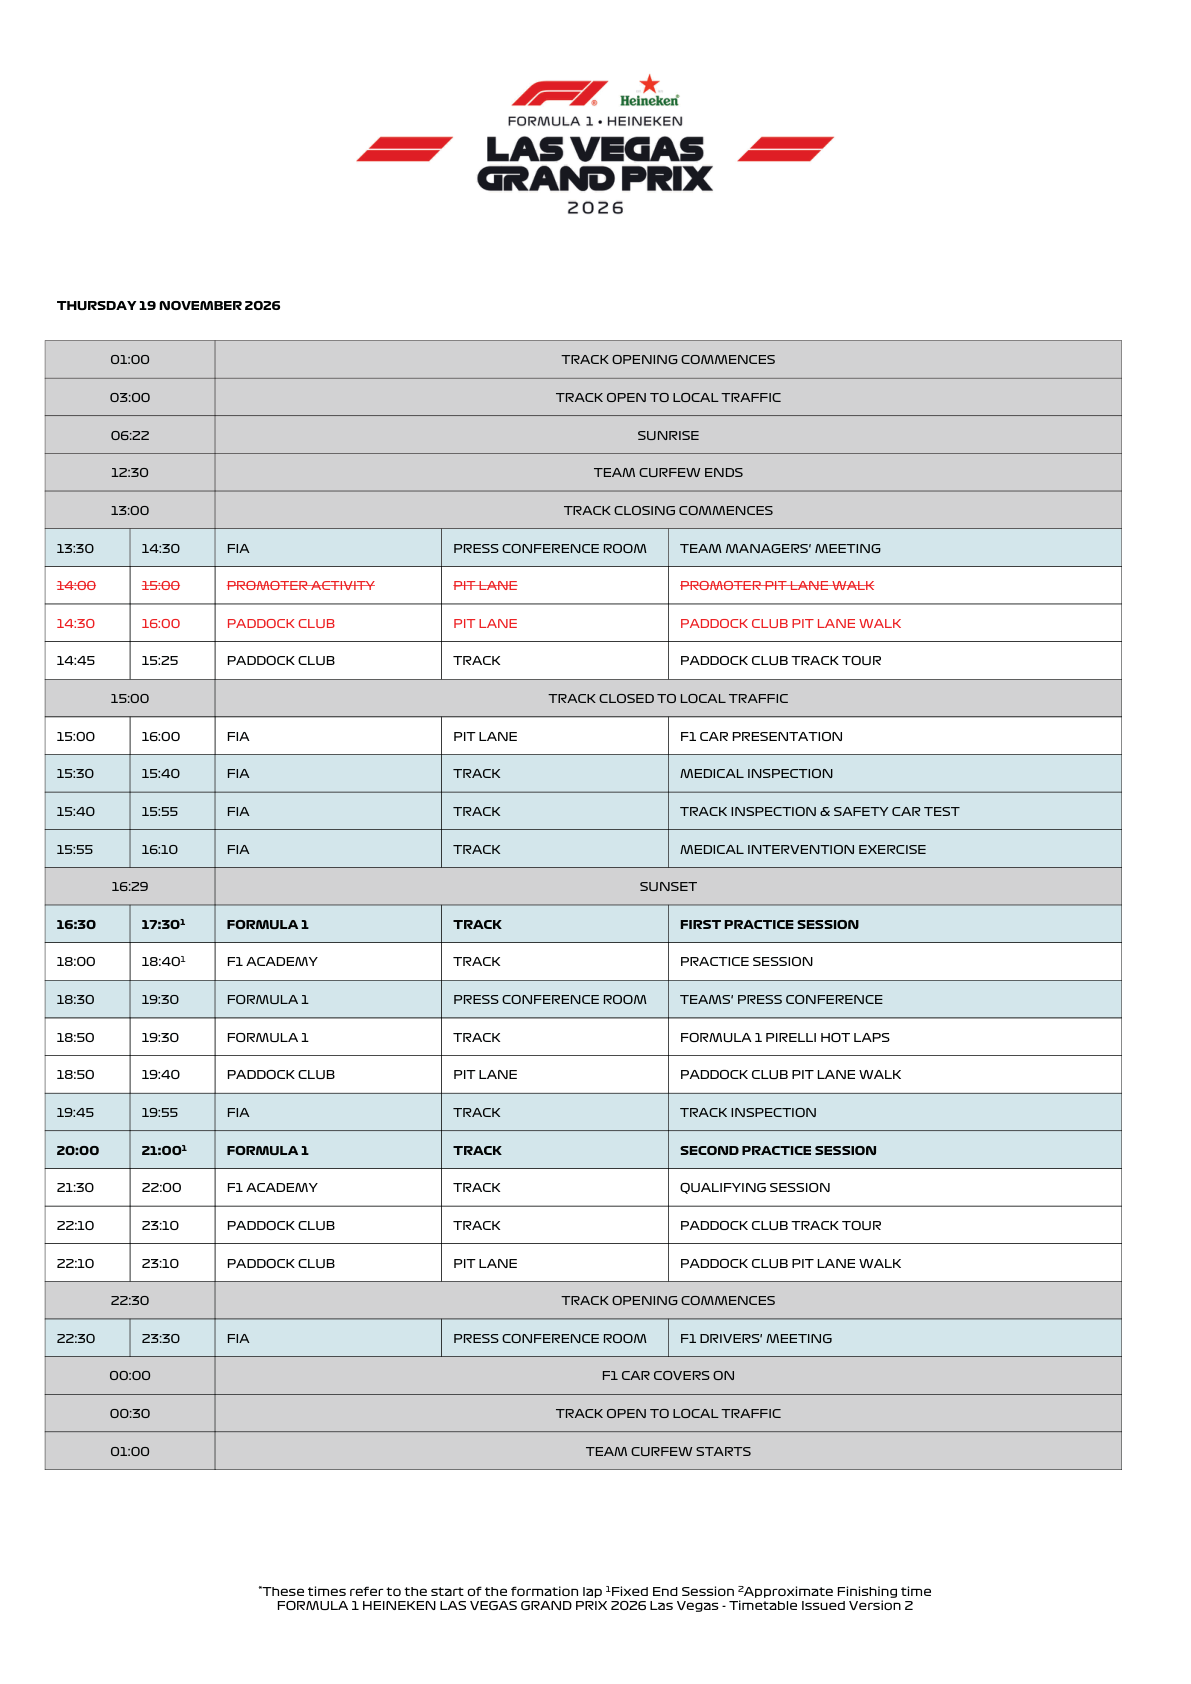 F1®
Heineken®
FORMULA 1 • HEINEKEN
LAS VEGAS
GRAND PRIX
2026
THURSDAY 19 NOVEMBER 2026
01:00 TRACK OPENING COMMENCES
03:00 TRACK OPEN TO LOCAL TRAFFIC
06:22 SUNRISE
12:30 TEAM CURFEW ENDS
13:00 TRACK CLOSING COMMENCES
13:30 14:30 FIA PRESS CONFERENCE ROOM TEAM MANAGERS' MEETING
14:00 15:00 PROMOTER ACTIVITY PIT LANE PROMOTER PIT LANE WALK
14:30 16:00 PADDOCK CLUB PIT LANE PADDOCK CLUB PIT LANE WALK
14:45 15:25 PADDOCK CLUB TRACK PADDOCK CLUB TRACK TOUR
15:00 TRACK CLOSED TO LOCAL TRAFFIC
15:00 16:00 FIA PIT LANE F1 CAR PRESENTATION
15:30 15:40 FIA TRACK MEDICAL INSPECTION
15:40 15:55 FIA TRACK TRACK INSPECTION & SAFETY CAR TEST
15:55 16:10 FIA TRACK MEDICAL INTERVENTION EXERCISE
16:29 SUNSET
16:30 17:30¹ FORMULA 1 TRACK FIRST PRACTICE SESSION
18:00 18:40¹ F1 ACADEMY TRACK PRACTICE SESSION
18:30 19:30 FORMULA 1 PRESS CONFERENCE ROOM TEAMS' PRESS CONFERENCE
18:50 19:30 FORMULA 1 TRACK FORMULA 1 PIRELLI HOT LAPS
18:50 19:40 PADDOCK CLUB PIT LANE PADDOCK CLUB PIT LANE WALK
19:45 19:55 FIA TRACK TRACK INSPECTION
20:00 21:00¹ FORMULA 1 TRACK SECOND PRACTICE SESSION
21:30 22:00 F1 ACADEMY TRACK QUALIFYING SESSION
22:10 23:10 PADDOCK CLUB TRACK PADDOCK CLUB TRACK TOUR
22:10 23:10 PADDOCK CLUB PIT LANE PADDOCK CLUB PIT LANE WALK
22:30 TRACK OPENING COMMENCES
22:30 23:30 FIA PRESS CONFERENCE ROOM F1 DRIVERS' MEETING
00:00 F1 CAR COVERS ON
00:30 TRACK OPEN TO LOCAL TRAFFIC
01:00 TEAM CURFEW STARTS
*These times refer to the start of the formation lap ¹Fixed End Session ²Approximate Finishing time
FORMULA 1 HEINEKEN LAS VEGAS GRAND PRIX 2026 Las Vegas - Timetable Issued Version 2